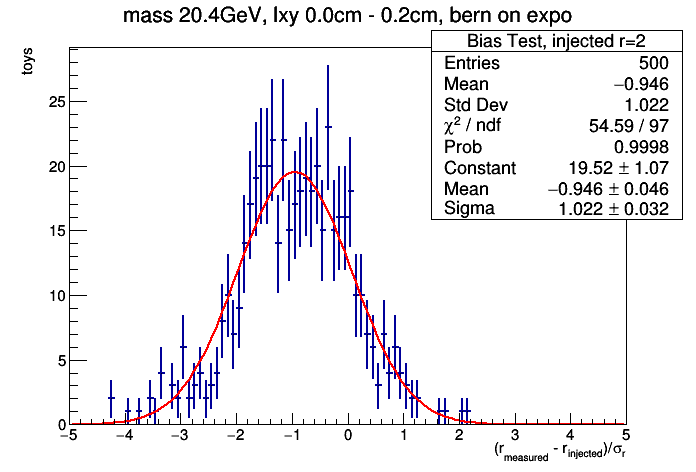 mass 20.4GeV, lxy 0.0cm - 0.2cm, bern on expo
Bias Test, injected r=2
Entries 500
Mean −0.946
Std Dev 1.022
χ² / ndf 54.59 / 97
Prob 0.9998
Constant 19.52 ± 1.07
Mean −0.946 ± 0.046
Sigma 1.022 ± 0.032
toys
25
20
15
10
5
0
−5 −4 −3 −2 −1 0 1 2 3 4 5
(r_measured - r_injected)/σ_r